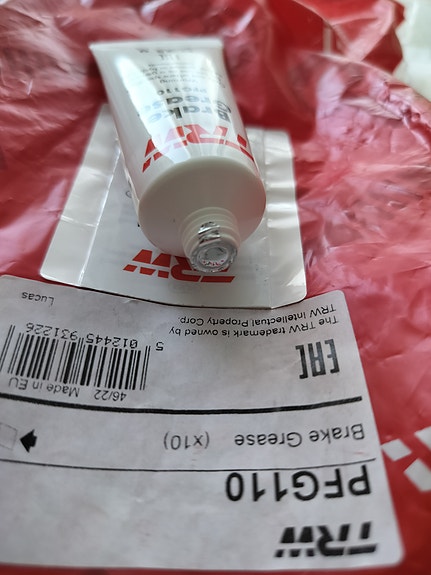 TRW
PFG110
Brake Grease (X10)
46/22 Made in EU
5 012445 931226
EAC
The TRW trademark is owned by
TRW Intellectual Property Corp.
Lucas
TRW
TRW
Brake
Grease